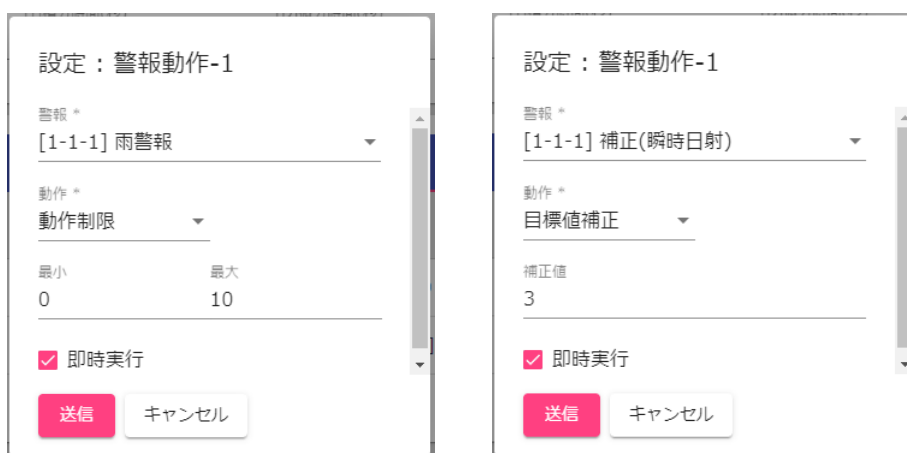 設定：警報動作-1
警報 *
[1-1-1] 雨警報
動作 *
動作制限
最小 最大
0 10
即時実行
送信 キャンセル
設定：警報動作-1
警報 *
[1-1-1] 補正(瞬時日射)
動作 *
目標値補正
補正値
3
即時実行
送信 キャンセル